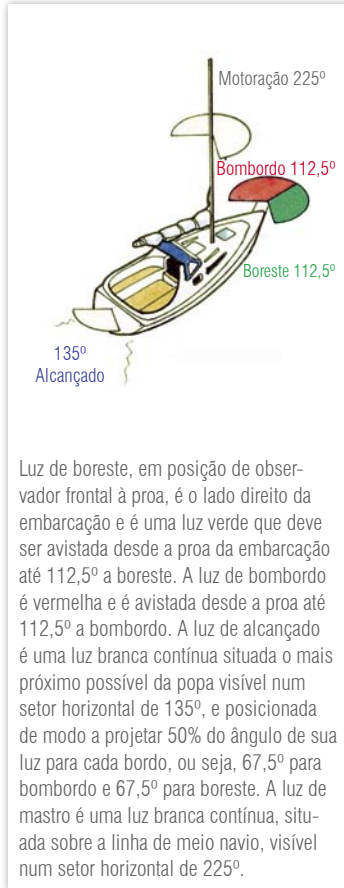 Motoração 225º
Bombordo 112,5º
Boreste 112,5º
135º
Alcançado
Luz de boreste, em posição de obser-
vador frontal à proa, é o lado direito da
embarcação e é uma luz verde que deve
ser avistada desde a proa da embarcação
até 112,5º a boreste. A luz de bombordo
é vermelha e é avistada desde a proa até
112,5º a bombordo. A luz de alcançado
é uma luz branca contínua situada o mais
próximo possível da popa visível num
setor horizontal de 135º, e posicionada
de modo a projetar 50% do ângulo de sua
luz para cada bordo, ou seja, 67,5º para
bombordo e 67,5º para boreste. A luz de
mastro é uma luz branca contínua, situ-
ada sobre a linha de meio navio, visível
num setor horizontal de 225º.